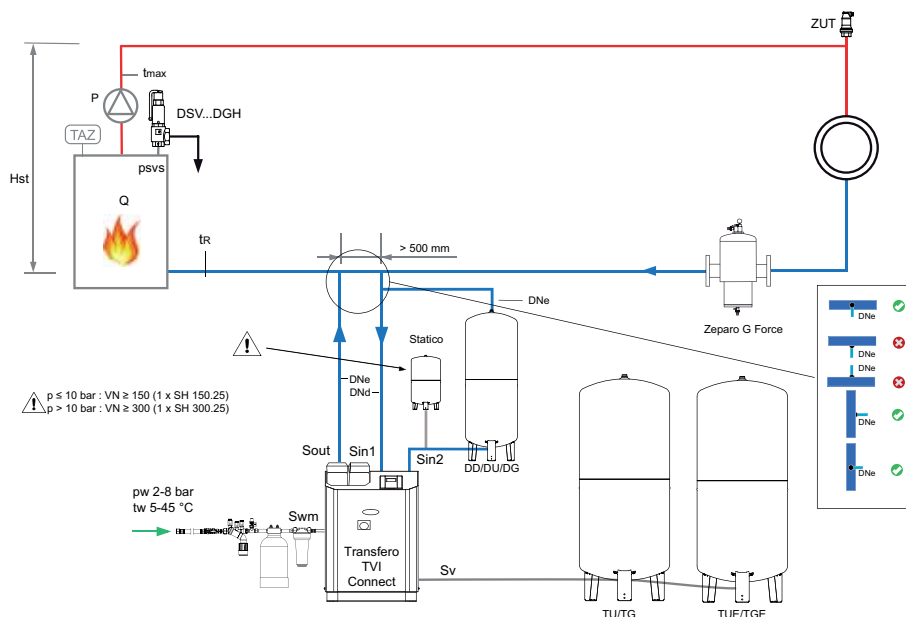 ZUT
tmax
P
DSV...DGH
TAZ
psvs
Hst
Q
tR
> 500 mm
DNe
Zeparo G Force
DNe
DNe
DNe
DNe
DNe
Statico
p ≤ 10 bar : VN ≥ 150 (1 x SH 150.25)
p > 10 bar : VN ≥ 300 (1 x SH 300.25)
DNe
DNd
Sout
Sin1
Sin2
DD/DU/DG
pw 2-8 bar
tw 5-45 °C
Swm
Transfero
TVI
Connect
Sv
TU/TG
TUE/TGE